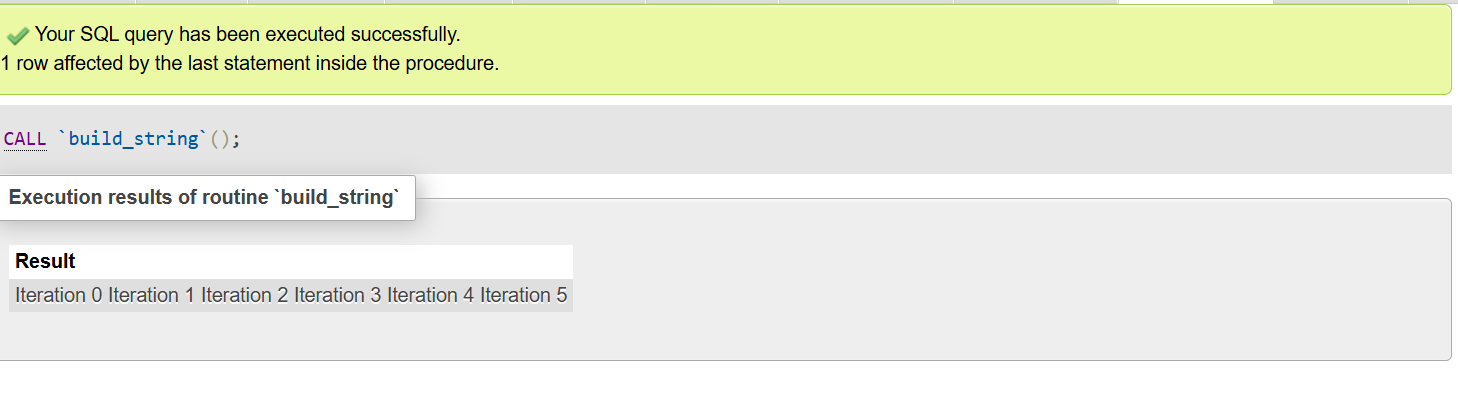 Your SQL query has been executed successfully.
1 row affected by the last statement inside the procedure.
CALL `build_string`();
Execution results of routine `build_string`
Result
Iteration 0 Iteration 1 Iteration 2 Iteration 3 Iteration 4 Iteration 5